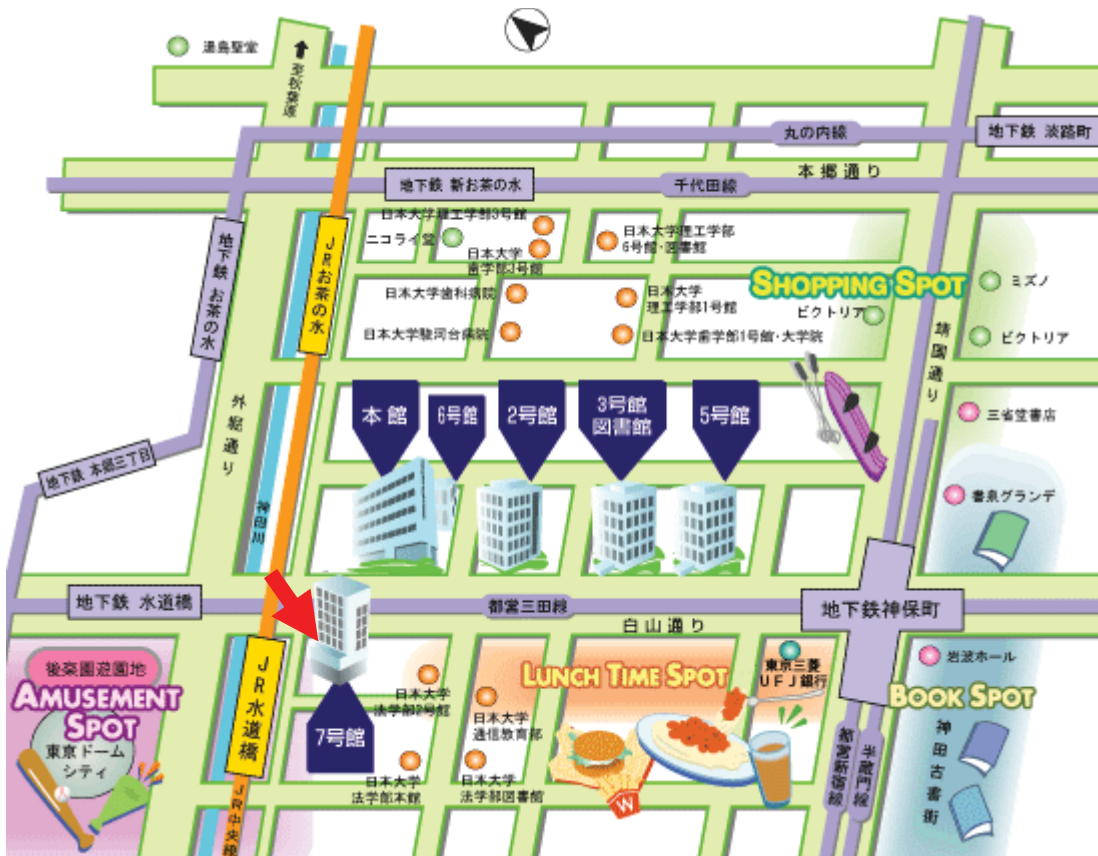 湯島聖堂
至秋葉原
丸の内線
地下鉄 淡路町
本郷通り
地下鉄 新お茶の水
千代田線
日本大学理工学部3号館
ニコライ堂
日本大学
歯学部3号館
日本大学理工学部
6号館・図書館
地下鉄 お茶の水
JRお茶の水
SHOPPING SPOT
ミズノ
日本大学歯科病院
日本大学
理工学部1号館
ビクトリア
日本大学駿河台病院
日本大学歯学部1号館・大学院
ビクトリア
靖国通り
外堀通り
本館
6号館
2号館
3号館
図書館
5号館
三省堂書店
地下鉄 本郷三丁目
書泉グランデ
神田川
地下鉄 水道橋
都営三田線
地下鉄神保町
白山通り
後楽園遊園地
AMUSEMENT
SPOT
東京ドーム
シティ
JR水道橋
7号館
日本大学
法学部2号館
日本大学
通信教育部
LUNCH TIME SPOT
東京三菱
UFJ銀行
岩波ホール
BOOK SPOT
日本大学
法学部本館
日本大学
法学部図書館
W
都営新宿線
半蔵門線
神田古書街
JR中央線